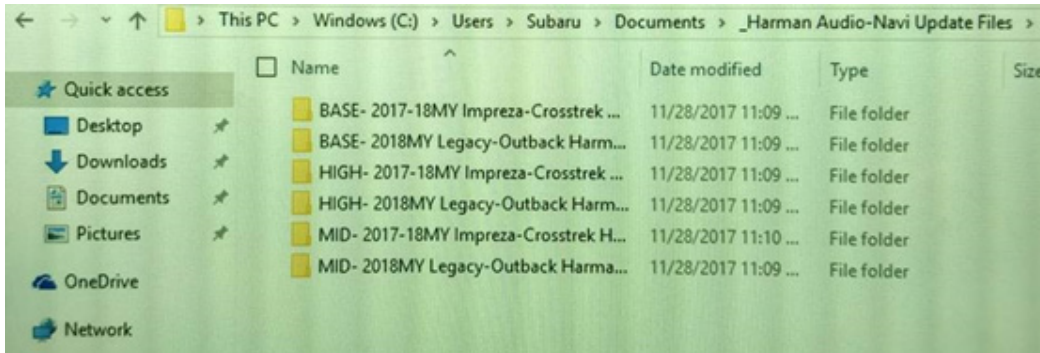 This PC > Windows (C:) > Users > Subaru > Documents > _Harman Audio-Navi Update Files >
Name Date modified Type Size
Quick access
Desktop
Downloads
Documents
Pictures
OneDrive
Network
BASE- 2017-18MY Impreza-Crosstrek ... 11/28/2017 11:09 ... File folder
BASE- 2018MY Legacy-Outback Harm... 11/28/2017 11:09 ... File folder
HIGH- 2017-18MY Impreza-Crosstrek ... 11/28/2017 11:09 ... File folder
HIGH- 2018MY Legacy-Outback Harm... 11/28/2017 11:09 ... File folder
MID- 2017-18MY Impreza-Crosstrek H... 11/28/2017 11:10 ... File folder
MID- 2018MY Legacy-Outback Harma... 11/28/2017 11:09 ... File folder